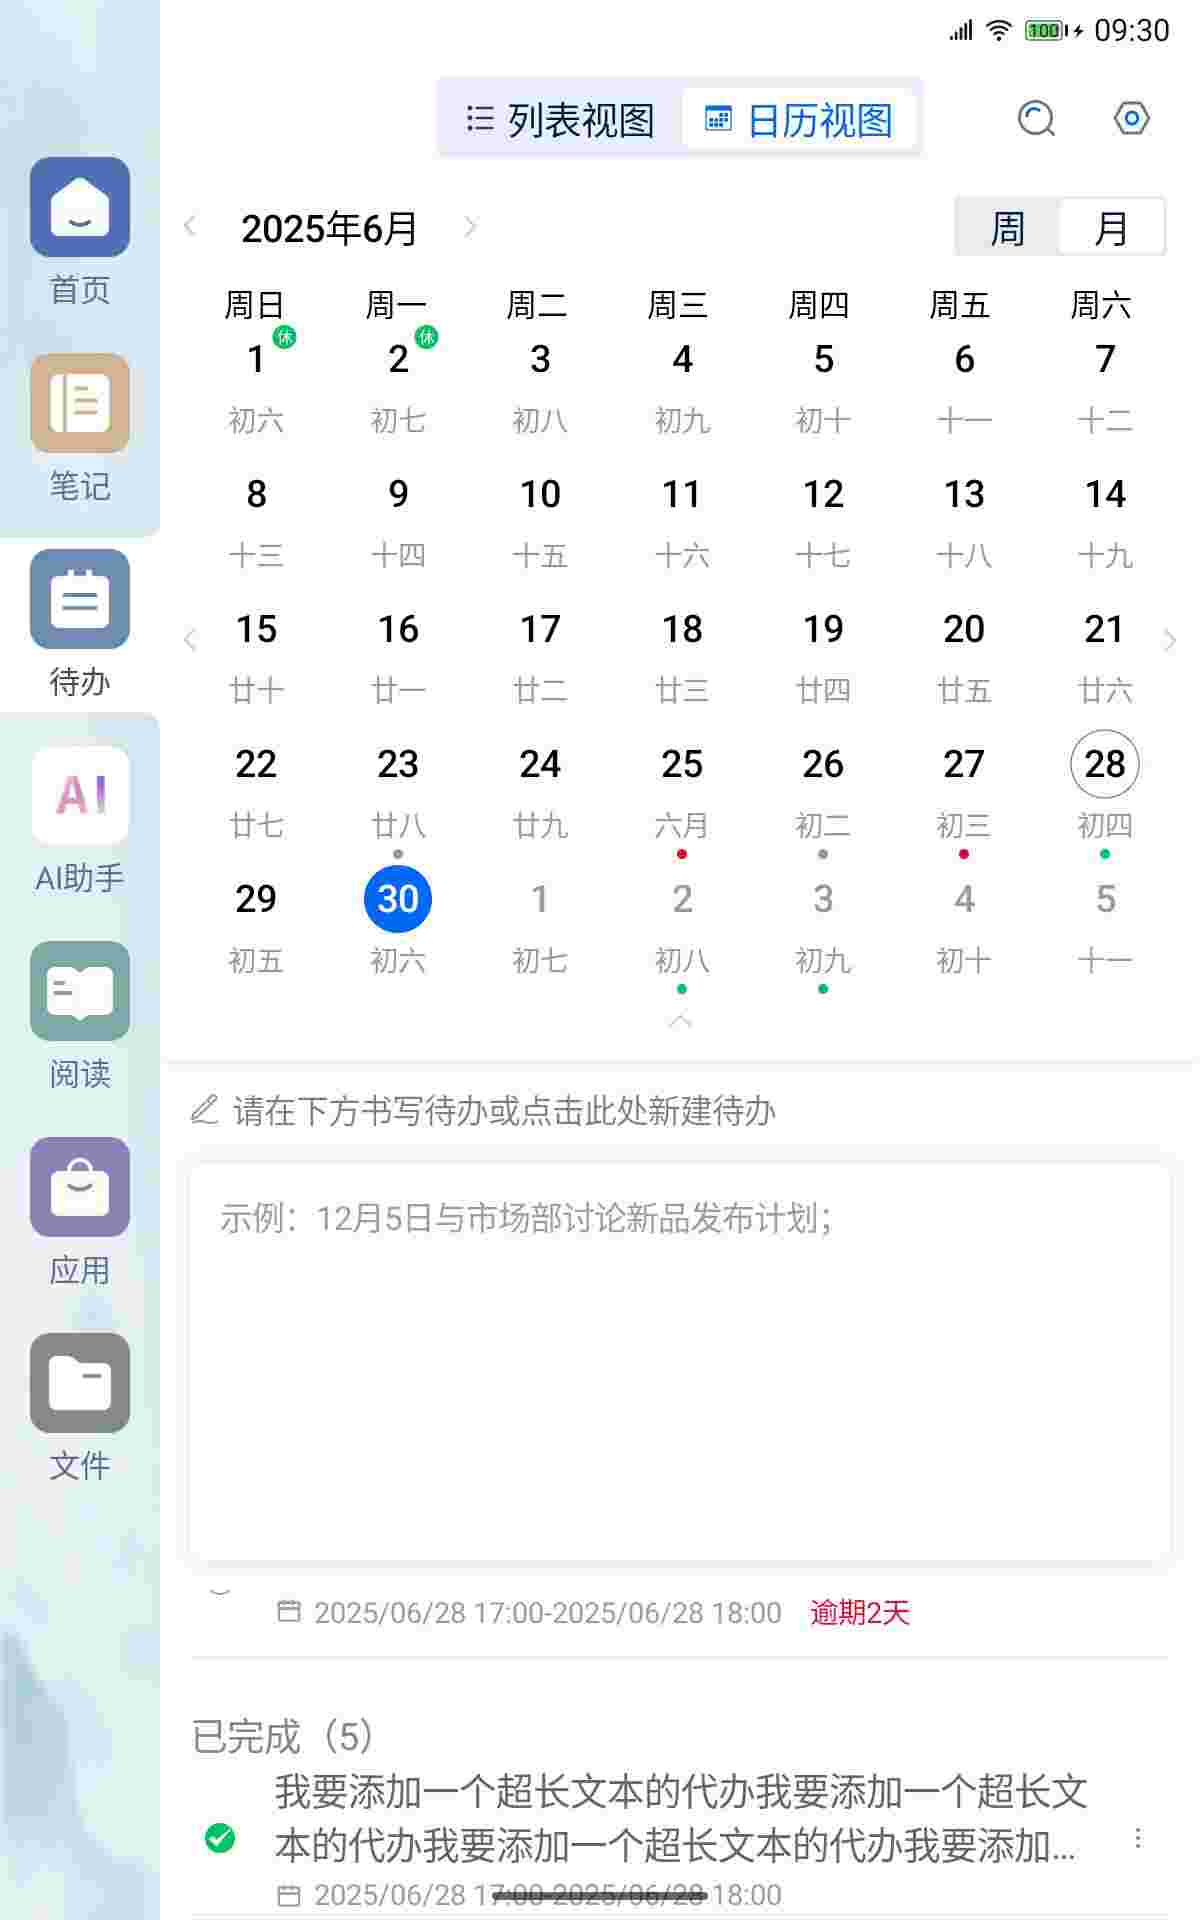 100 09:30
列表视图 日历视图
首页
笔记
待办
AI
AI助手
阅读
应用
文件
2025年6月
周 月
周日 周一 周二 周三 周四 周五 周六
休 休
1 2 3 4 5 6 7
初六 初七 初八 初九 初十 十一 十二
8 9 10 11 12 13 14
十三 十四 十五 十六 十七 十八 十九
15 16 17 18 19 20 21
廿十 廿一 廿二 廿三 廿四 廿五 廿六
22 23 24 25 26 27 28
廿七 廿八 廿九 六月 初二 初三 初四
29 30 1 2 3 4 5
初五 初六 初七 初八 初九 初十 十一
请在下方书写待办或点击此处新建待办
示例：12月5日与市场部讨论新品发布计划；
2025/06/28 17:00-2025/06/28 18:00 逾期2天
已完成（5）
我要添加一个超长文本的代办我要添加一个超长文
本的代办我要添加一个超长文本的代办我要添加...
2025/06/28 17:00-2025/06/28 18:00